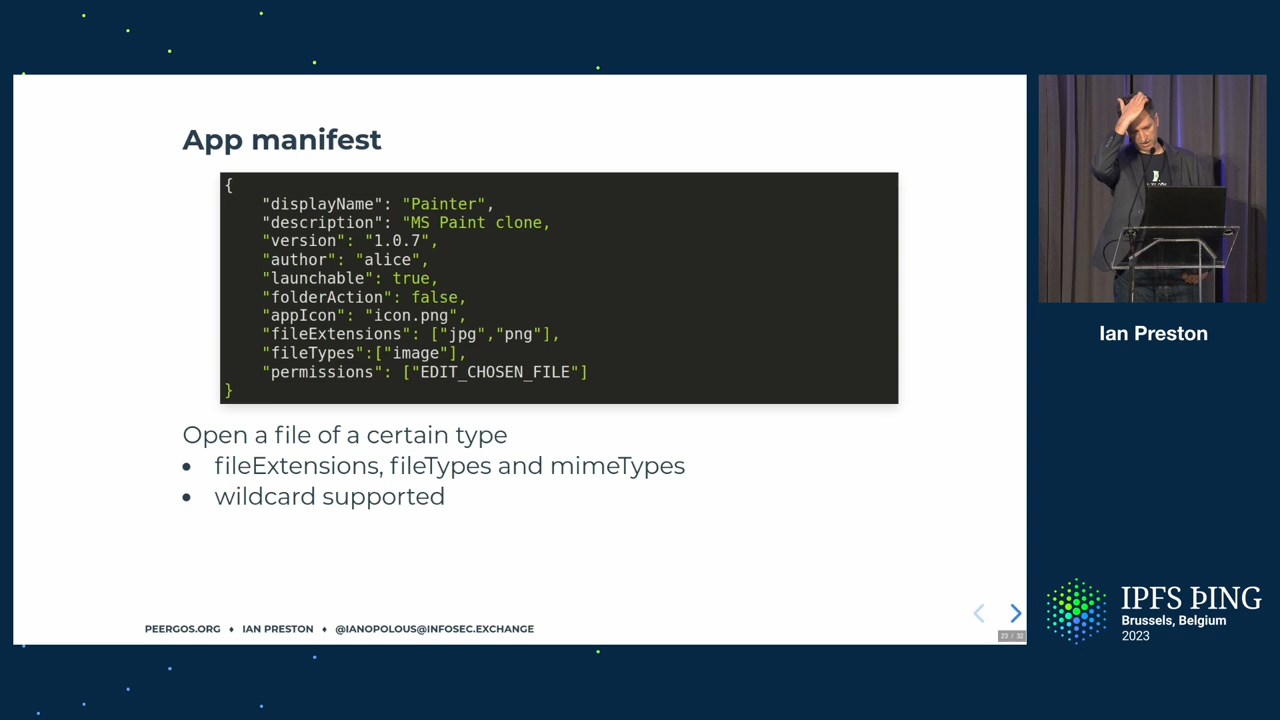 App manifest
{
"displayName": "Painter",
"description": "MS Paint clone,
"version": "1.0.7",
"author": "alice",
"launchable": true,
"folderAction": false,
"appIcon": "icon.png",
"fileExtensions": ["jpg","png"],
"fileTypes":["image"],
"permissions": ["EDIT_CHOSEN_FILE"]
}
Open a file of a certain type
• fileExtensions, fileTypes and mimeTypes
• wildcard supported
PEERGOS.ORG ♦ IAN PRESTON ♦ @IANOPOLOUS@INFOSEC.EXCHANGE
23 / 32
Ian Preston
IPFS ÞING
Brussels, Belgium
2023